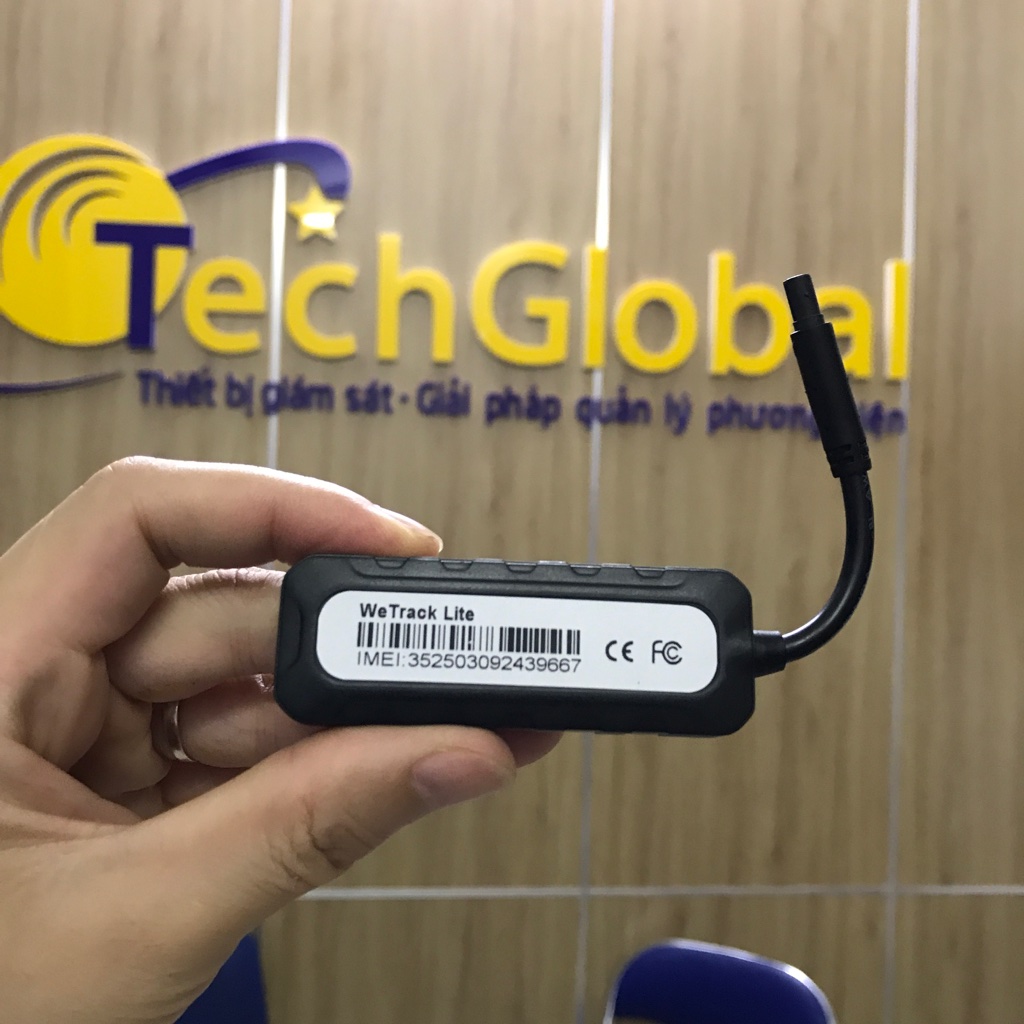 TechGlobal
Thiết bị giám sát · Giải pháp quản lý phương tiện
WeTrack Lite
IMEI:352503092439667
CE FC